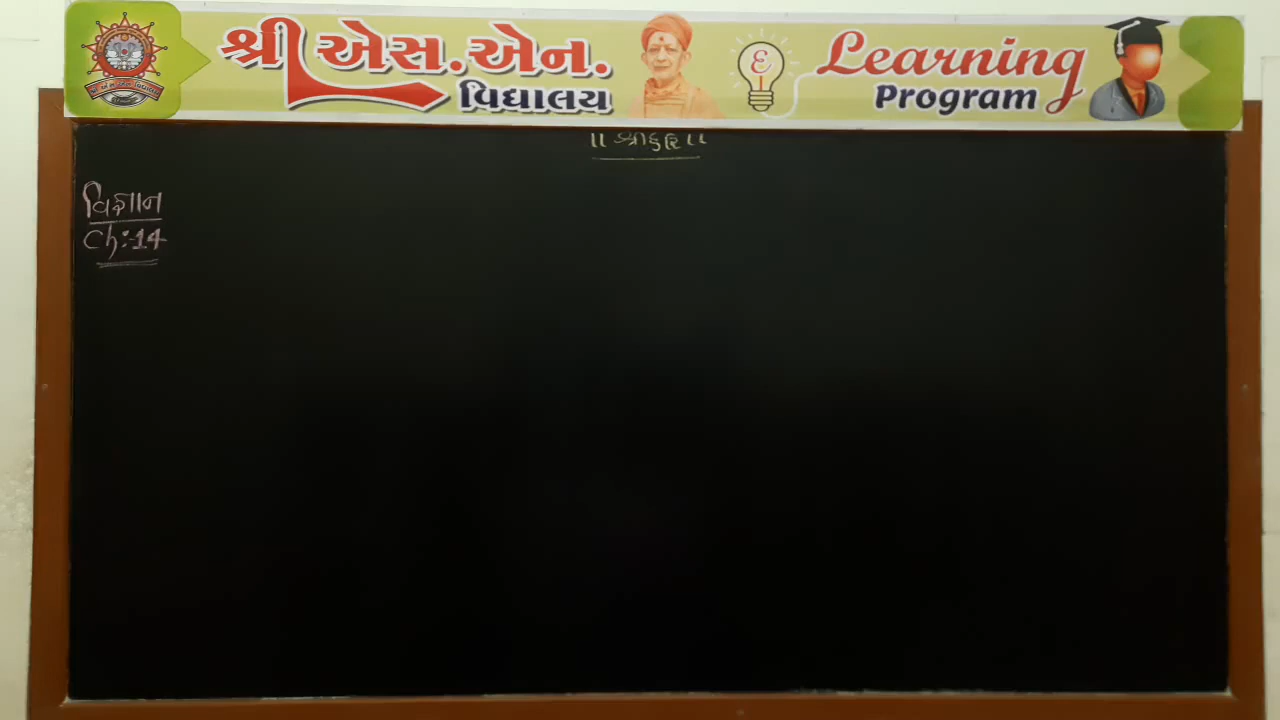 શ્રી એસ. એન.
વિદ્યાલય
Learning
Program
॥ શ્રીહરિ ॥
વિજ્ઞાન
Ch:-14